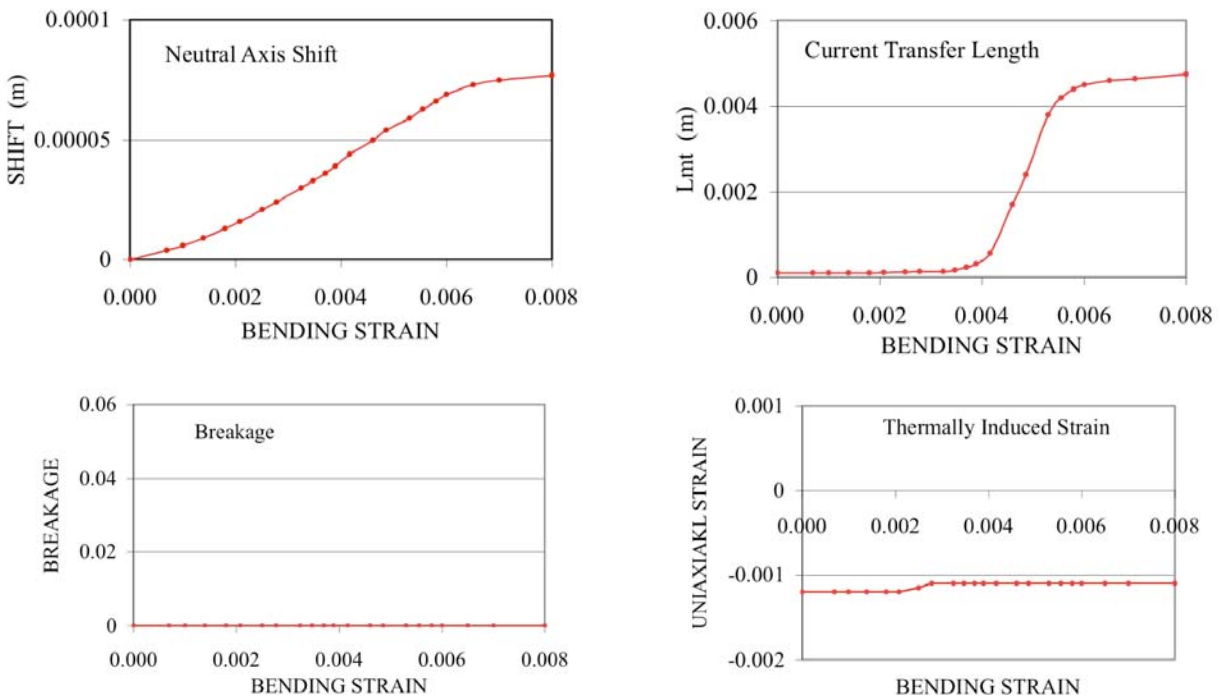 0.0001
Neutral Axis Shift
SHIFT (m)
0.00005
0
0.000 0.002 0.004 0.006 0.008
BENDING STRAIN
0.006
Current Transfer Length
Lmt (m)
0.004
0.002
0
0.000 0.002 0.004 0.006 0.008
BENDING STRAIN
0.06
Breakage
BREAKAGE
0.04
0.02
0
0.000 0.002 0.004 0.006 0.008
BENDING STRAIN
0.001
Thermally Induced Strain
UNIAXIAKL STRAIN
0
0.000 0.002 0.004 0.006 0.008
-0.001
-0.002
BENDING STRAIN